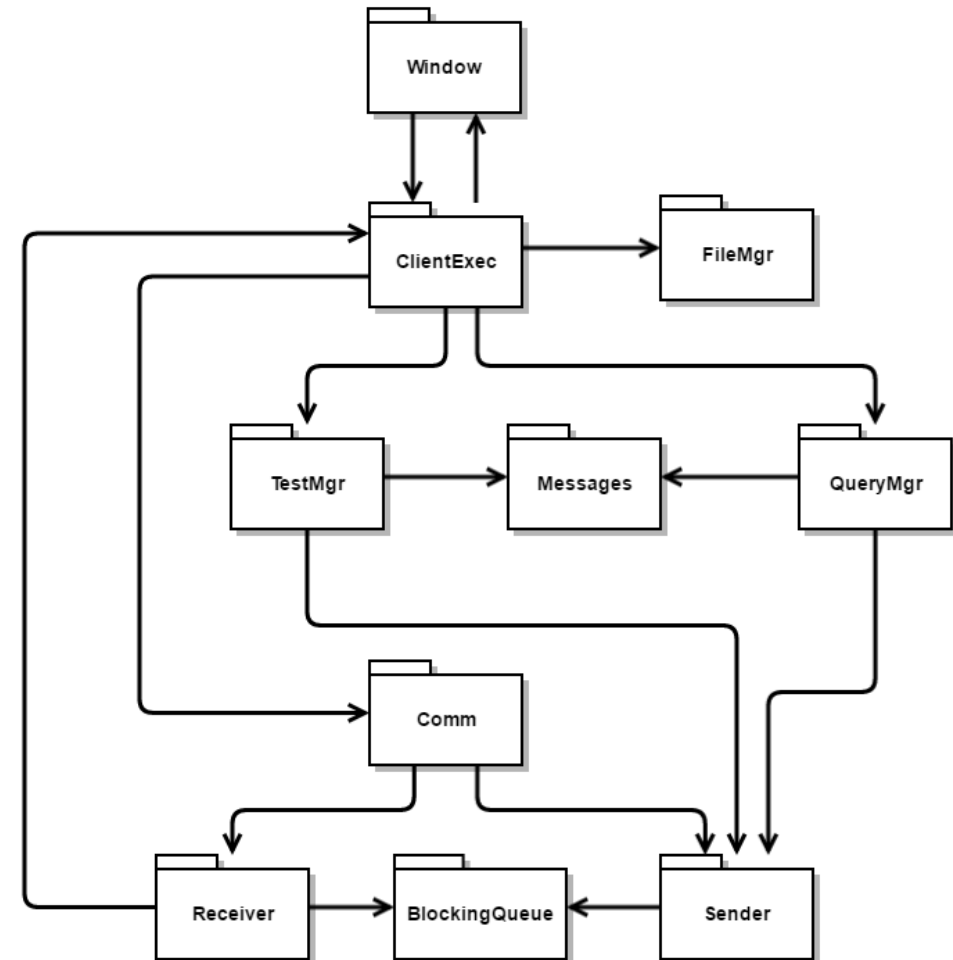 Window
ClientExec
FileMgr
TestMgr
Messages
QueryMgr
Comm
Receiver
BlockingQueue
Sender